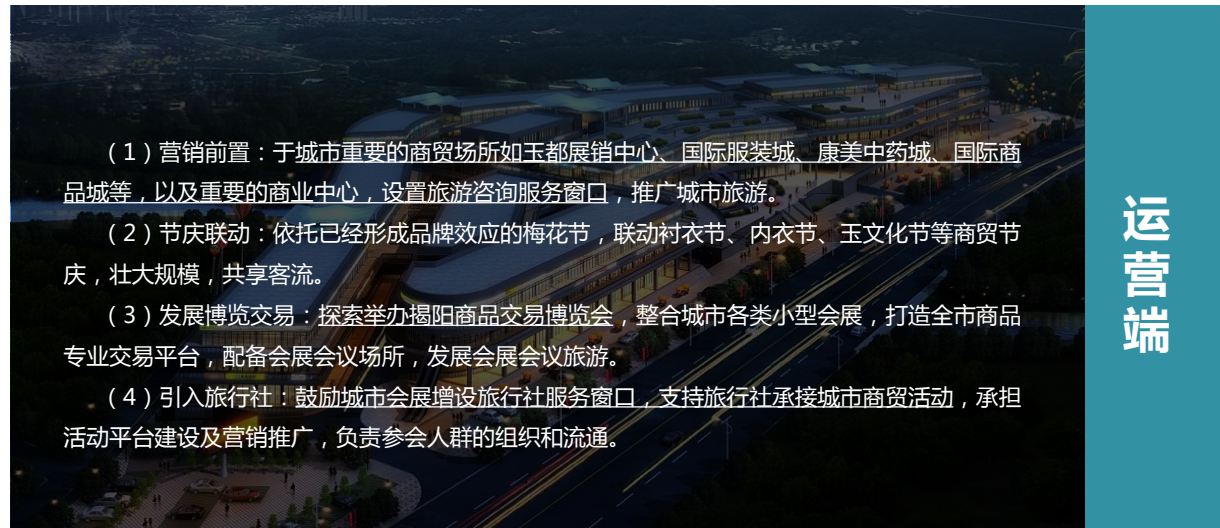 （1）营销前置：于城市重要的商贸场所如玉都展销中心、国际服装城、康美中药城、国际商
品城等，以及重要的商业中心，设置旅游咨询服务窗口，推广城市旅游。
（2）节庆联动：依托已经形成品牌效应的梅花节，联动衬衣节、内衣节、玉文化节等商贸节
庆，壮大规模，共享客流。
（3）发展博览交易：探索举办揭阳商品交易博览会，整合城市各类小型会展，打造全市商品
专业交易平台，配备会展会议场所，发展会展会议旅游。
（4）引入旅行社：鼓励城市会展增设旅行社服务窗口，支持旅行社承接城市商贸活动，承担
活动平台建设及营销推广，负责参会人群的组织和流通。
运营端